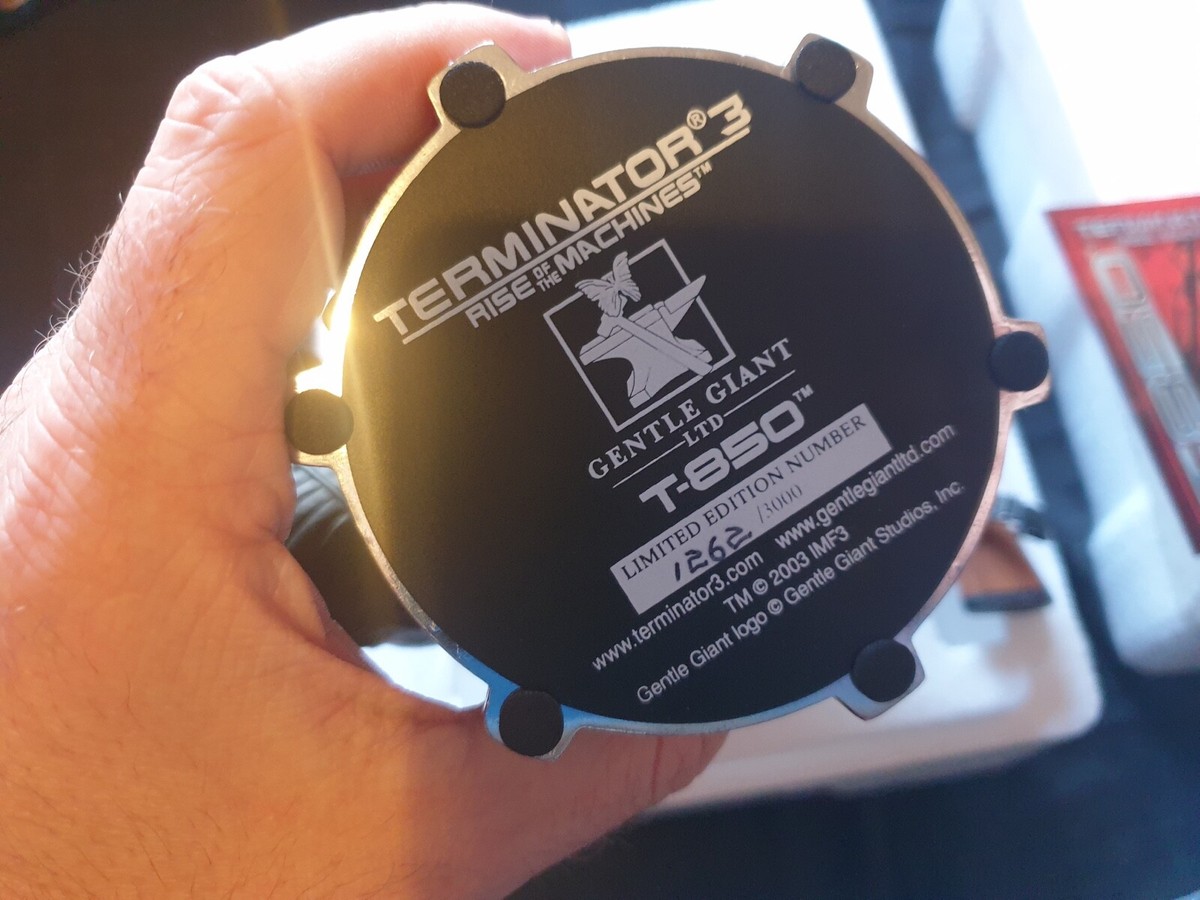 TERMINATOR® 3
RISE OF THE MACHINES™
GENTLE GIANT
LTD
T-850™
LIMITED EDITION NUMBER
1262 /3000
www.terminator3.com www.gentlegiantltd.com
TM © 2003 IMF3
Gentle Giant logo © Gentle Giant Studios, Inc.